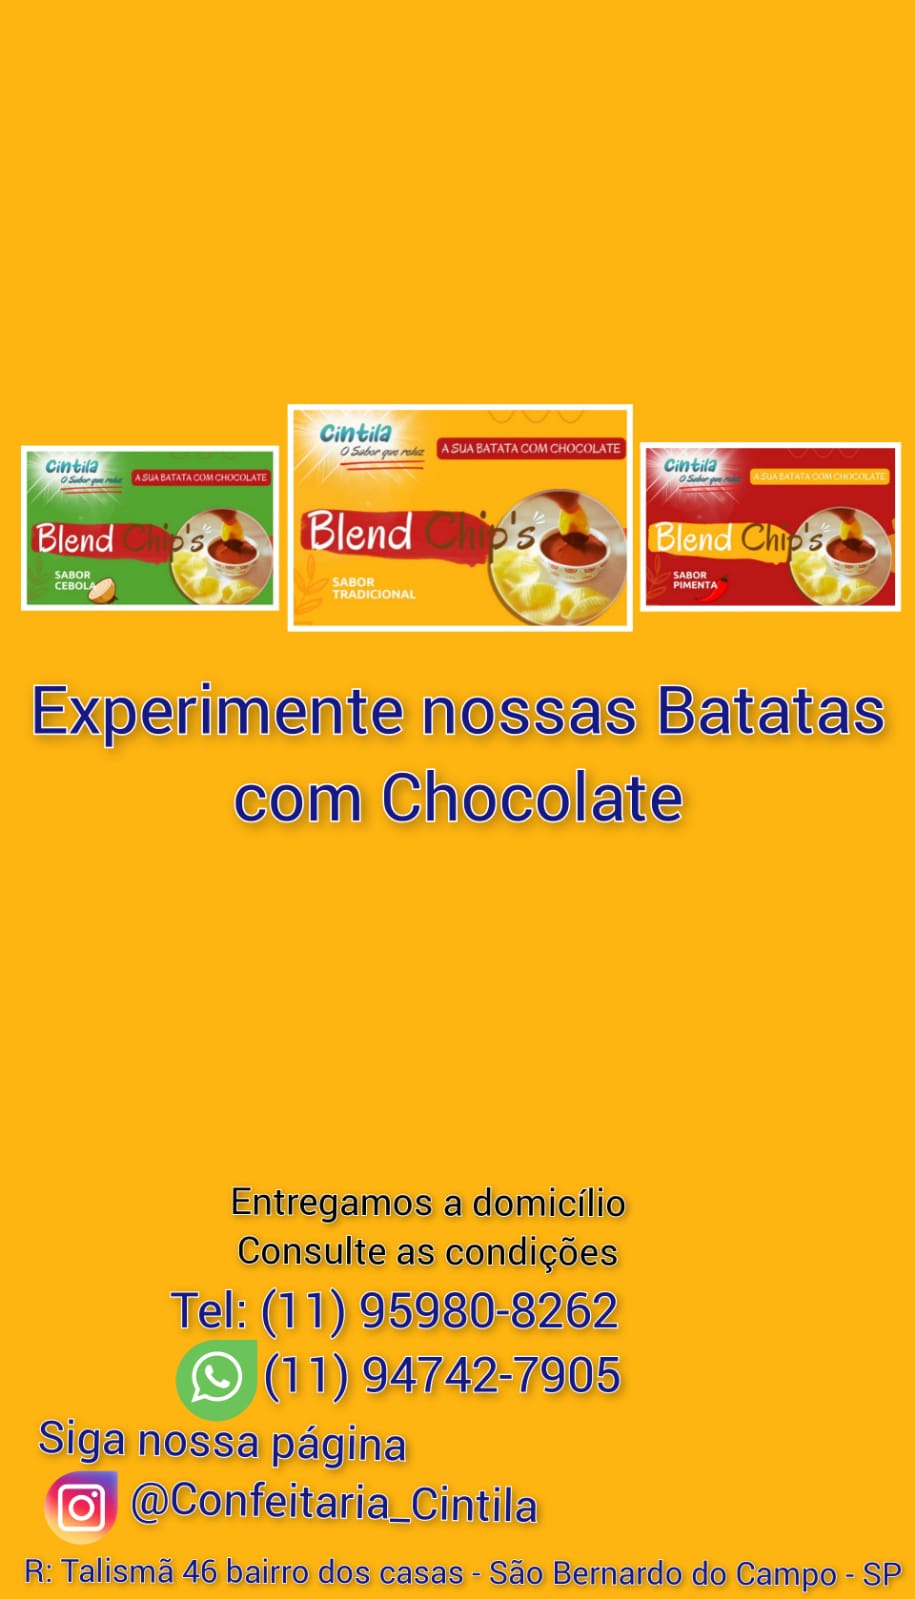 Cintila
O Sabor que reluz
A SUA BATATA COM CHOCOLATE
Blend Chip's
SABOR
CEBOLA
Cintila
O Sabor que reluz
A SUA BATATA COM CHOCOLATE
Blend Chip's
SABOR
TRADICIONAL
Cintila
O Sabor que reluz
A SUA BATATA COM CHOCOLATE
Blend Chip's
SABOR
PIMENTA
Experimente nossas Batatas
com Chocolate
Entregamos a domicílio
Consulte as condições
Tel: (11) 95980-8262
(11) 94742-7905
Siga nossa página
@Confeitaria_Cintila
R: Talismã 46 bairro dos casas - São Bernardo do Campo - SP